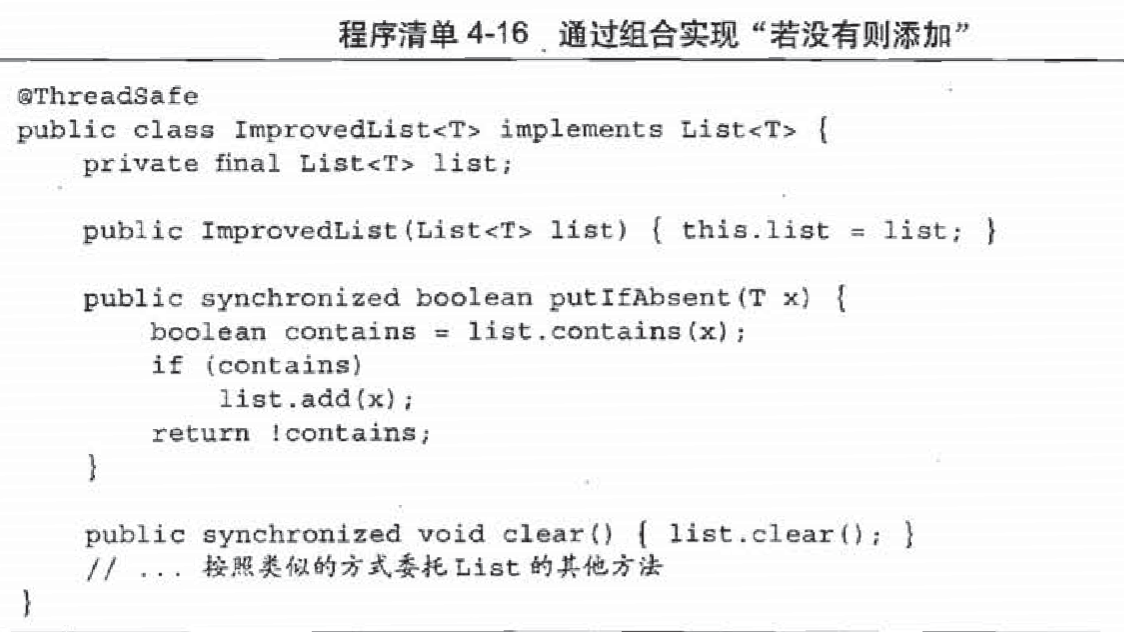 程序清单 4-16 通过组合实现“若没有则添加”
@ThreadSafe
public class ImprovedList<T> implements List<T> {
    private final List<T> list;
    public ImprovedList(List<T> list) { this.list = list; }
    public synchronized boolean putIfAbsent(T x) {
        boolean contains = list.contains(x);
        if (contains)
            list.add(x);
        return !contains;
    }
    public synchronized void clear() { list.clear(); }
    // ... 按照类似的方式委托 List 的其他方法
}